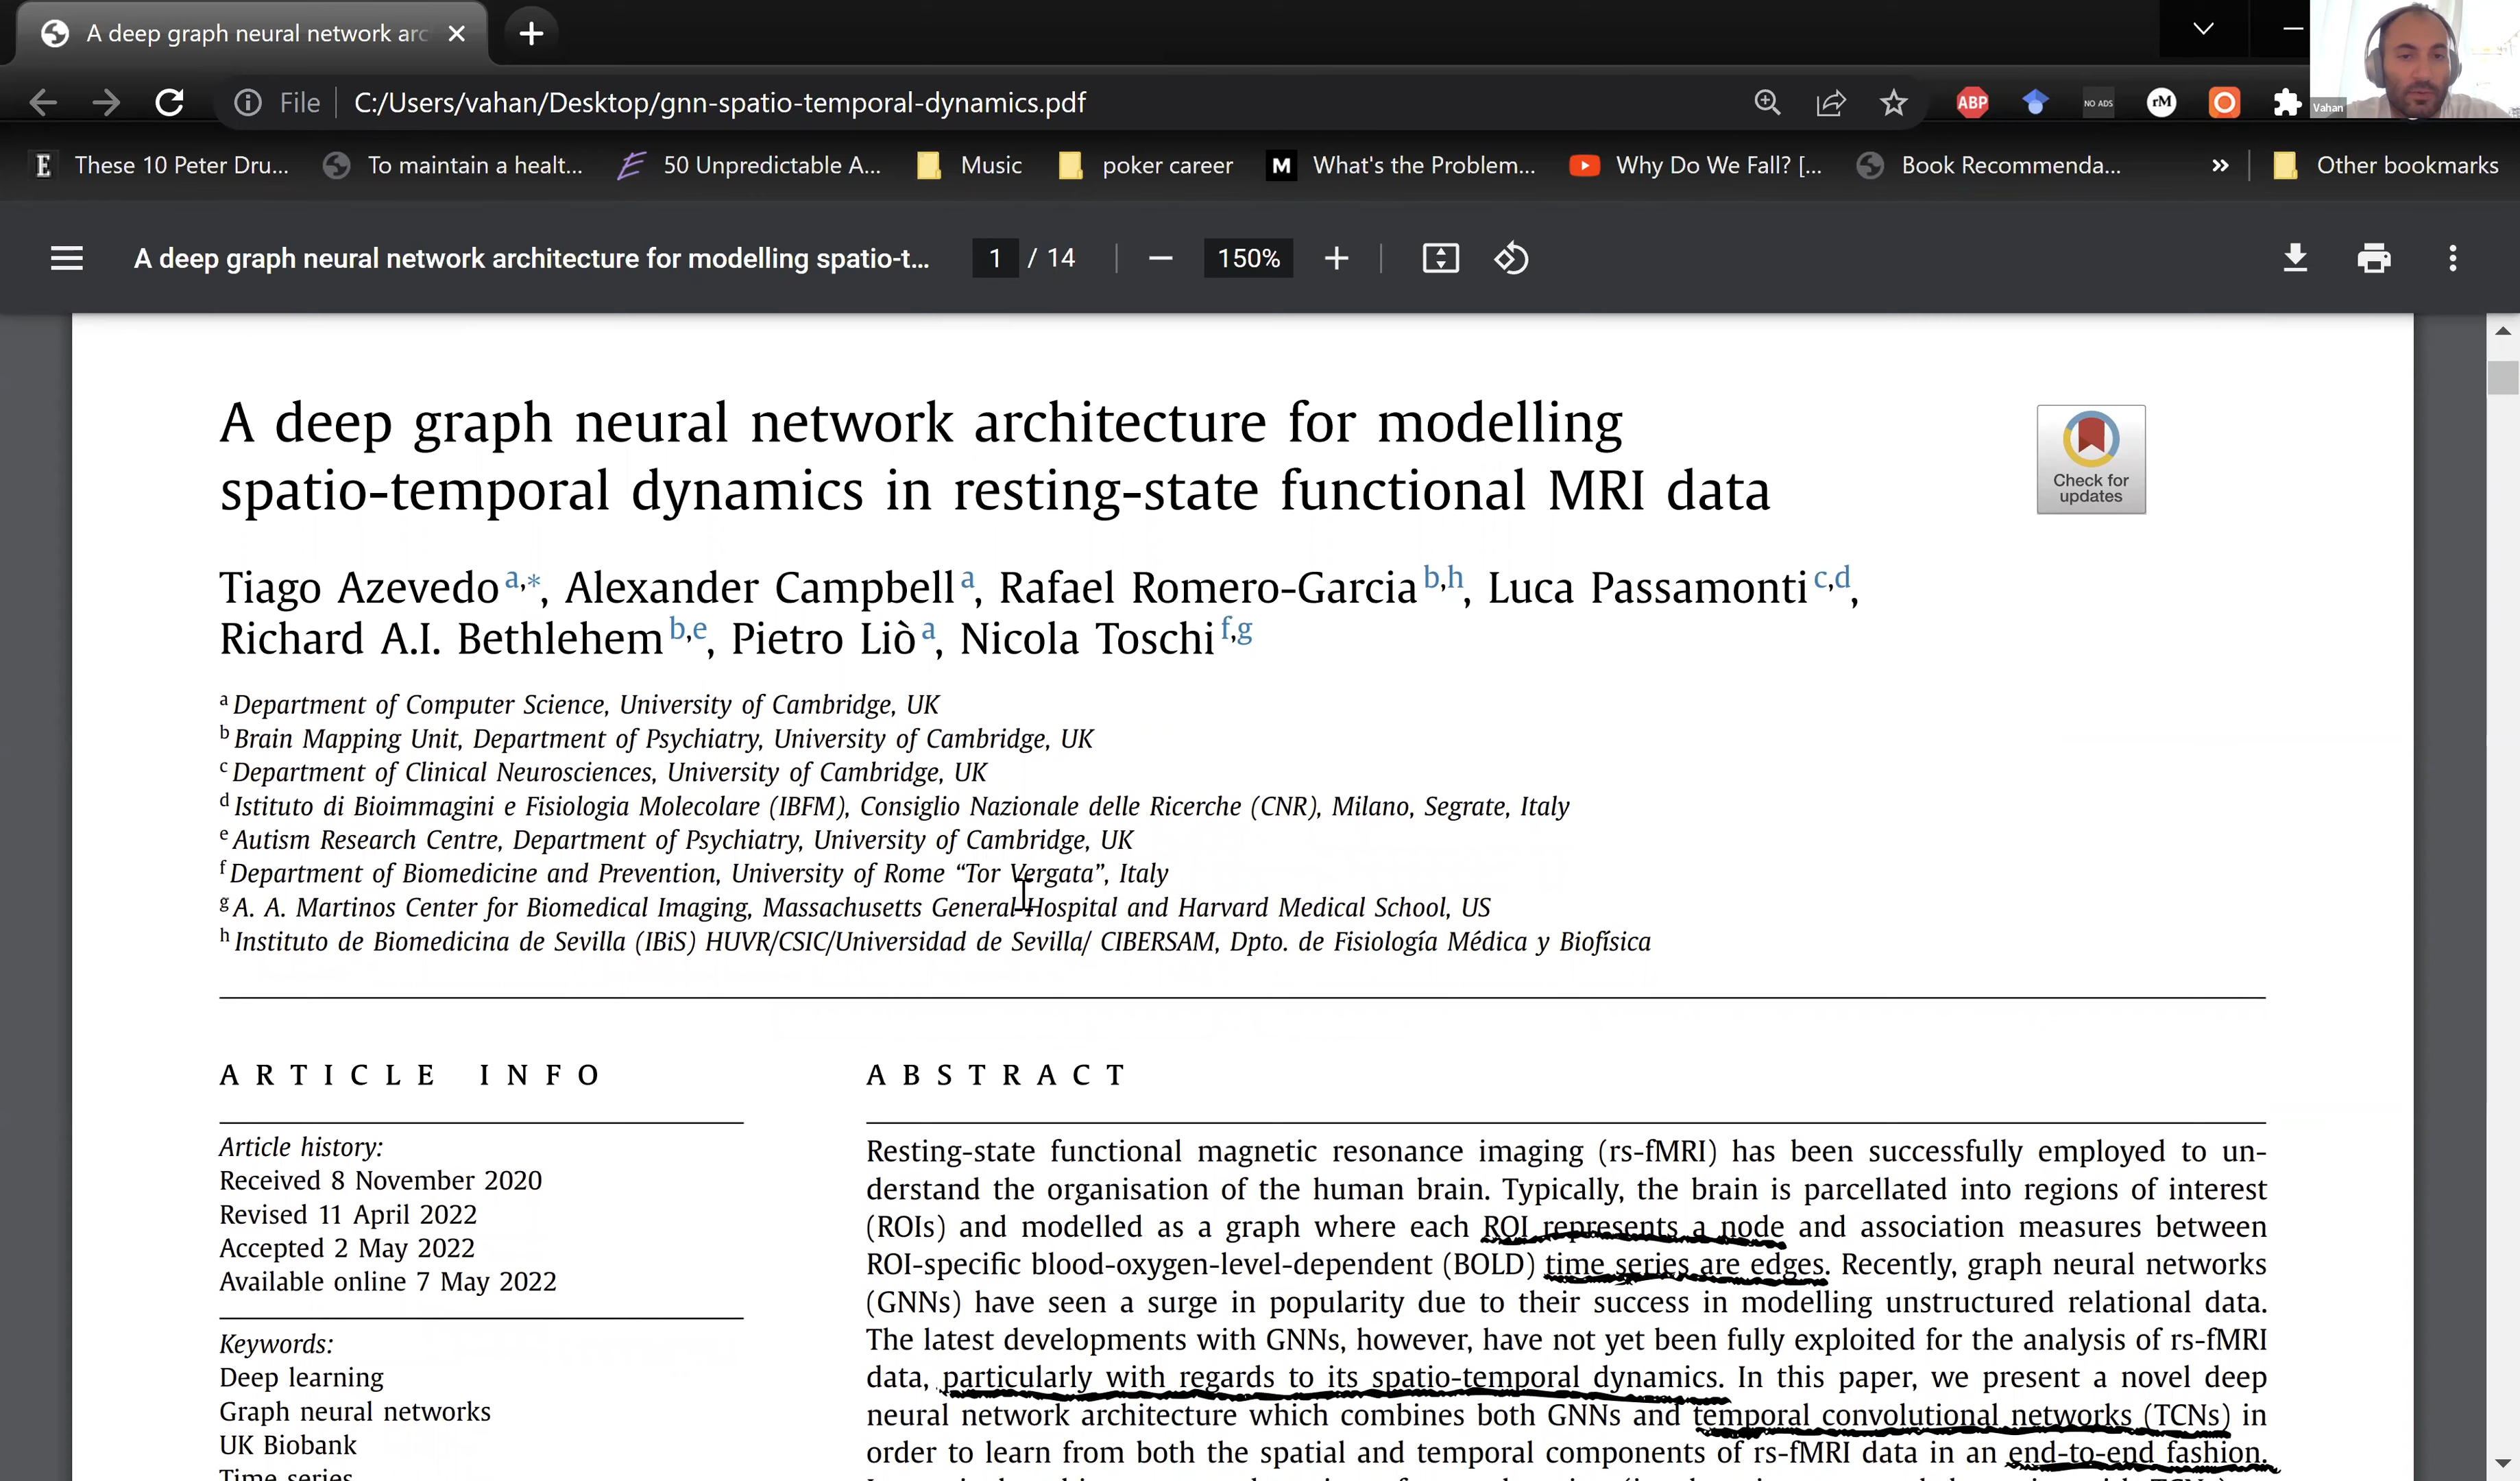 A deep graph neural network arc
File
C:/Users/vahan/Desktop/gnn-spatio-temporal-dynamics.pdf
ABP
NO ADS
rM
Vahan
E
These 10 Peter Dru...
To maintain a healt...
50 Unpredictable A...
Music
poker career
M
What's the Problem...
Why Do We Fall? [...
Book Recommenda...
»
Other bookmarks
A deep graph neural network architecture for modelling spatio-t...
1 / 14
150%
A deep graph neural network architecture for modelling
spatio-temporal dynamics in resting-state functional MRI data
Check for
updates
Tiago Azevedo a,*, Alexander Campbell a, Rafael Romero-Garcia b,h, Luca Passamonti c,d,
Richard A.I. Bethlehem b,e, Pietro Liò a, Nicola Toschi f,g
a Department of Computer Science, University of Cambridge, UK
b Brain Mapping Unit, Department of Psychiatry, University of Cambridge, UK
c Department of Clinical Neurosciences, University of Cambridge, UK
d Istituto di Bioimmagini e Fisiologia Molecolare (IBFM), Consiglio Nazionale delle Ricerche (CNR), Milano, Segrate, Italy
e Autism Research Centre, Department of Psychiatry, University of Cambridge, UK
f Department of Biomedicine and Prevention, University of Rome “Tor Vergata”, Italy
g A. A. Martinos Center for Biomedical Imaging, Massachusetts General Hospital and Harvard Medical School, US
h Instituto de Biomedicina de Sevilla (IBiS) HUVR/CSIC/Universidad de Sevilla/ CIBERSAM, Dpto. de Fisiología Médica y Biofísica
ARTICLE INFO
Article history:
Received 8 November 2020
Revised 11 April 2022
Accepted 2 May 2022
Available online 7 May 2022
Keywords:
Deep learning
Graph neural networks
UK Biobank
Time series
ABSTRACT
Resting-state functional magnetic resonance imaging (rs-fMRI) has been successfully employed to un-
derstand the organisation of the human brain. Typically, the brain is parcellated into regions of interest
(ROIs) and modelled as a graph where each ROI represents a node and association measures between
ROI-specific blood-oxygen-level-dependent (BOLD) time series are edges. Recently, graph neural networks
(GNNs) have seen a surge in popularity due to their success in modelling unstructured relational data.
The latest developments with GNNs, however, have not yet been fully exploited for the analysis of rs-fMRI
data, particularly with regards to its spatio-temporal dynamics. In this paper, we present a novel deep
neural network architecture which combines both GNNs and temporal convolutional networks (TCNs) in
order to learn from both the spatial and temporal components of rs-fMRI data in an end-to-end fashion.